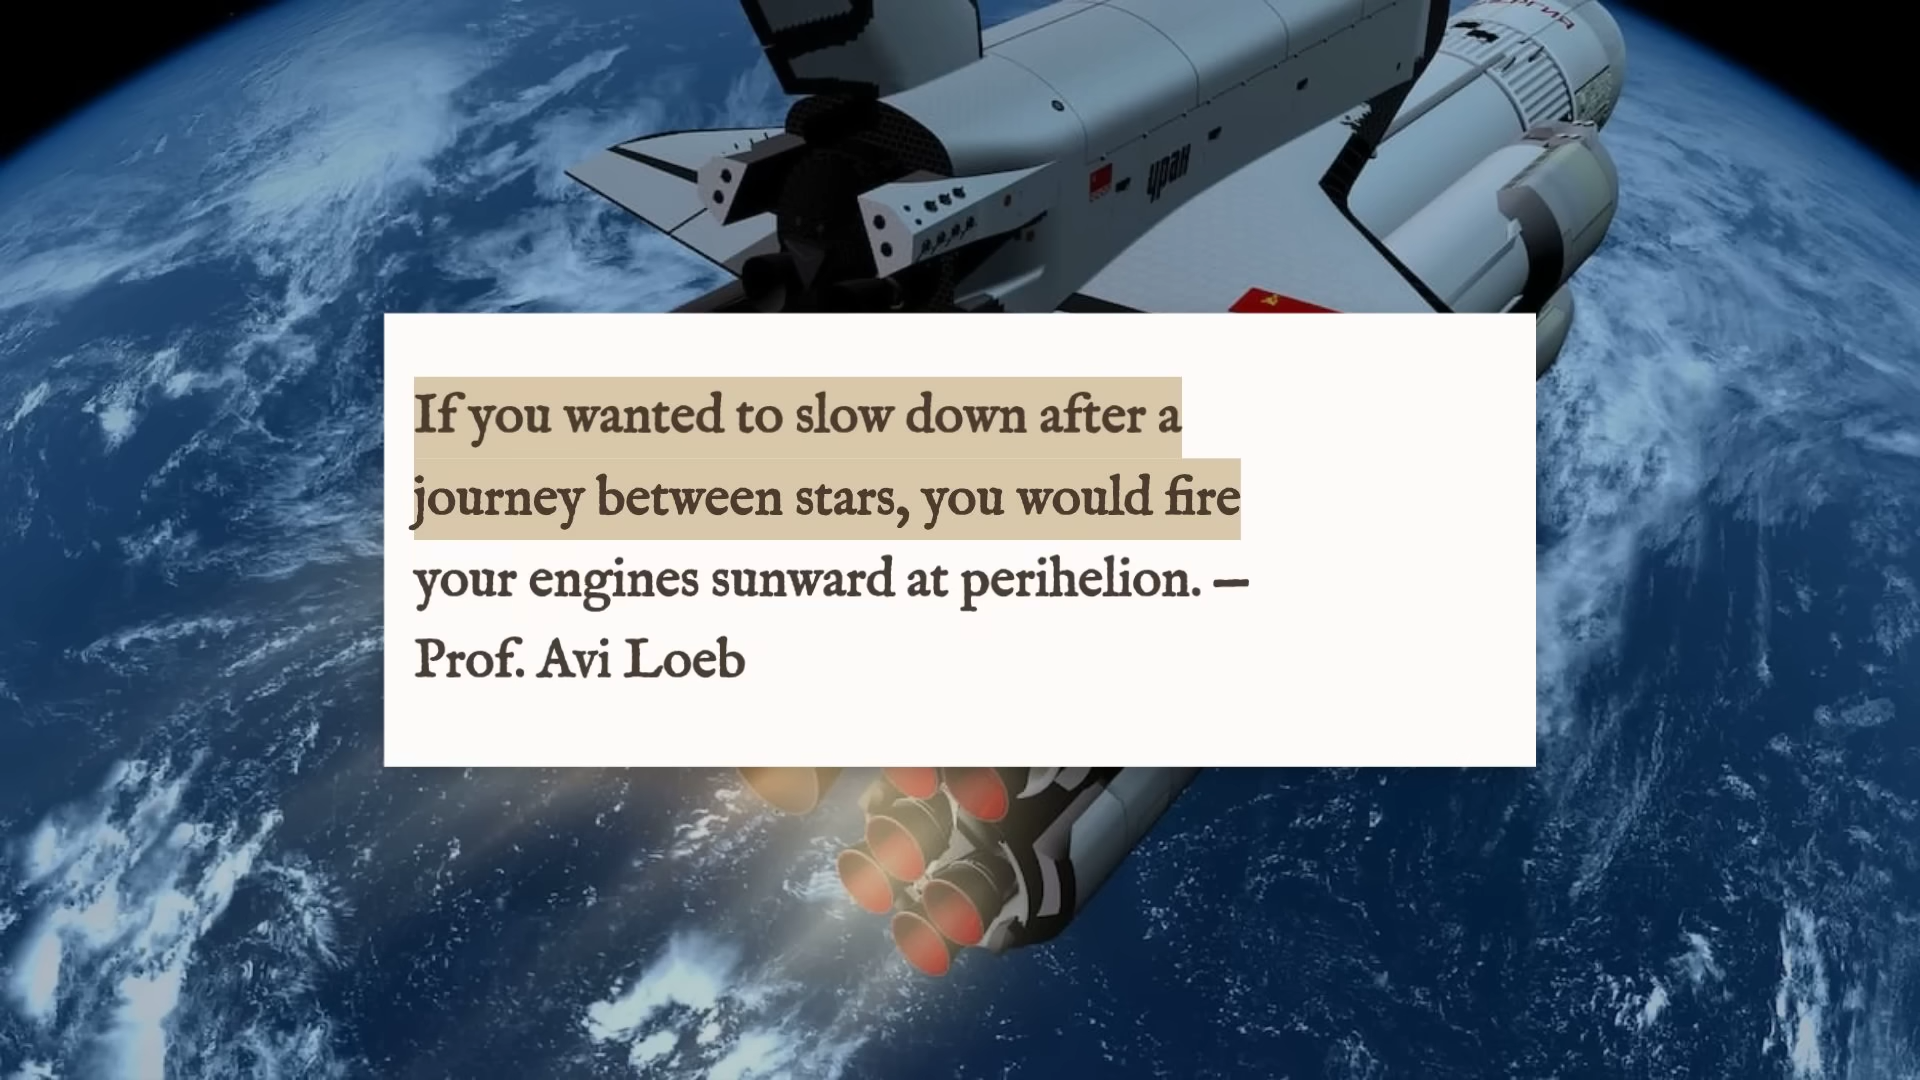 Уран
If you wanted to slow down after a
journey between stars, you would fire
your engines sunward at perihelion. —
Prof. Avi Loeb